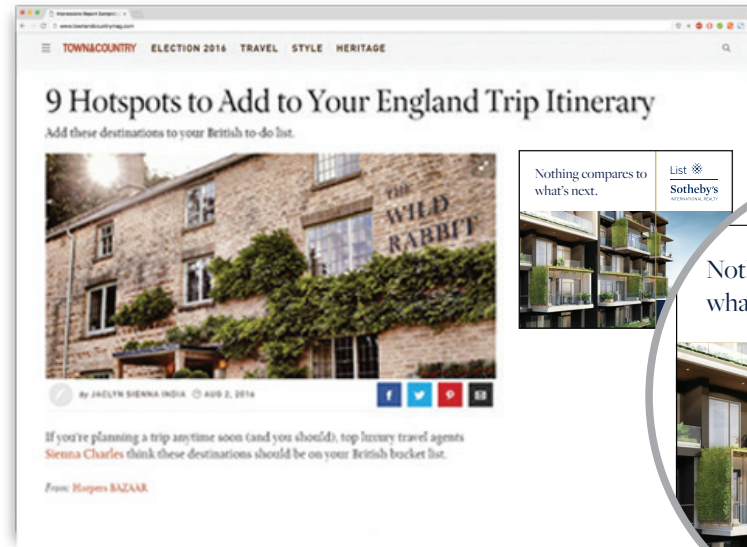 www.townandcountrymag.com
TOWN&COUNTRY ELECTION 2016 TRAVEL STYLE HERITAGE
9 Hotspots to Add to Your England Trip Itinerary
Add these destinations to your British to-do list.
THE
WILD
RABBIT
by JACLYN SIENNA INDIA AUG 2, 2016
If you're planning a trip anytime soon (and you should), top luxury travel agents
Sienna Charles think these destinations should be on your British bucket list.
From: Harpers BAZAAR
Nothing compares to
what's next.
List
Sotheby's
INTERNATIONAL REALTY
Not
wha